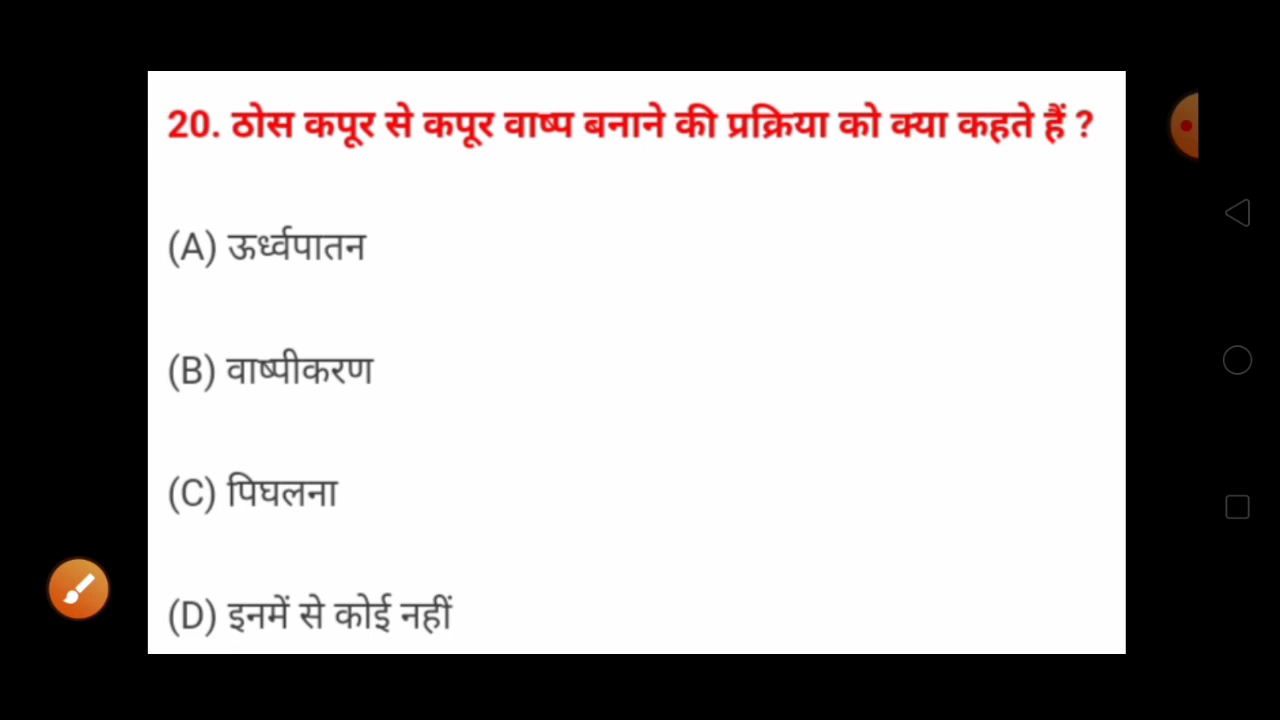 20. ठोस कपूर से कपूर वाष्प बनाने की प्रक्रिया को क्या कहते हैं ?
(A) ऊर्ध्वपातन
(B) वाष्पीकरण
(C) पिघलना
(D) इनमें से कोई नहीं